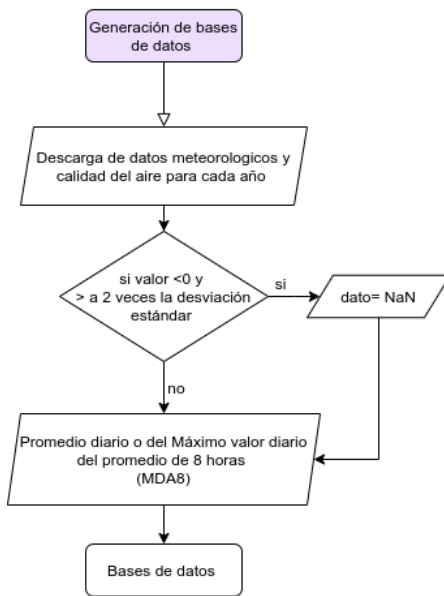 Generación de bases
de datos
Descarga de datos meteorologicos y
calidad del aire para cada año
si valor <0 y
> a 2 veces la desviación
estándar
si
dato= NaN
no
Promedio diario o del Máximo valor diario
del promedio de 8 horas
(MDA8)
Bases de datos